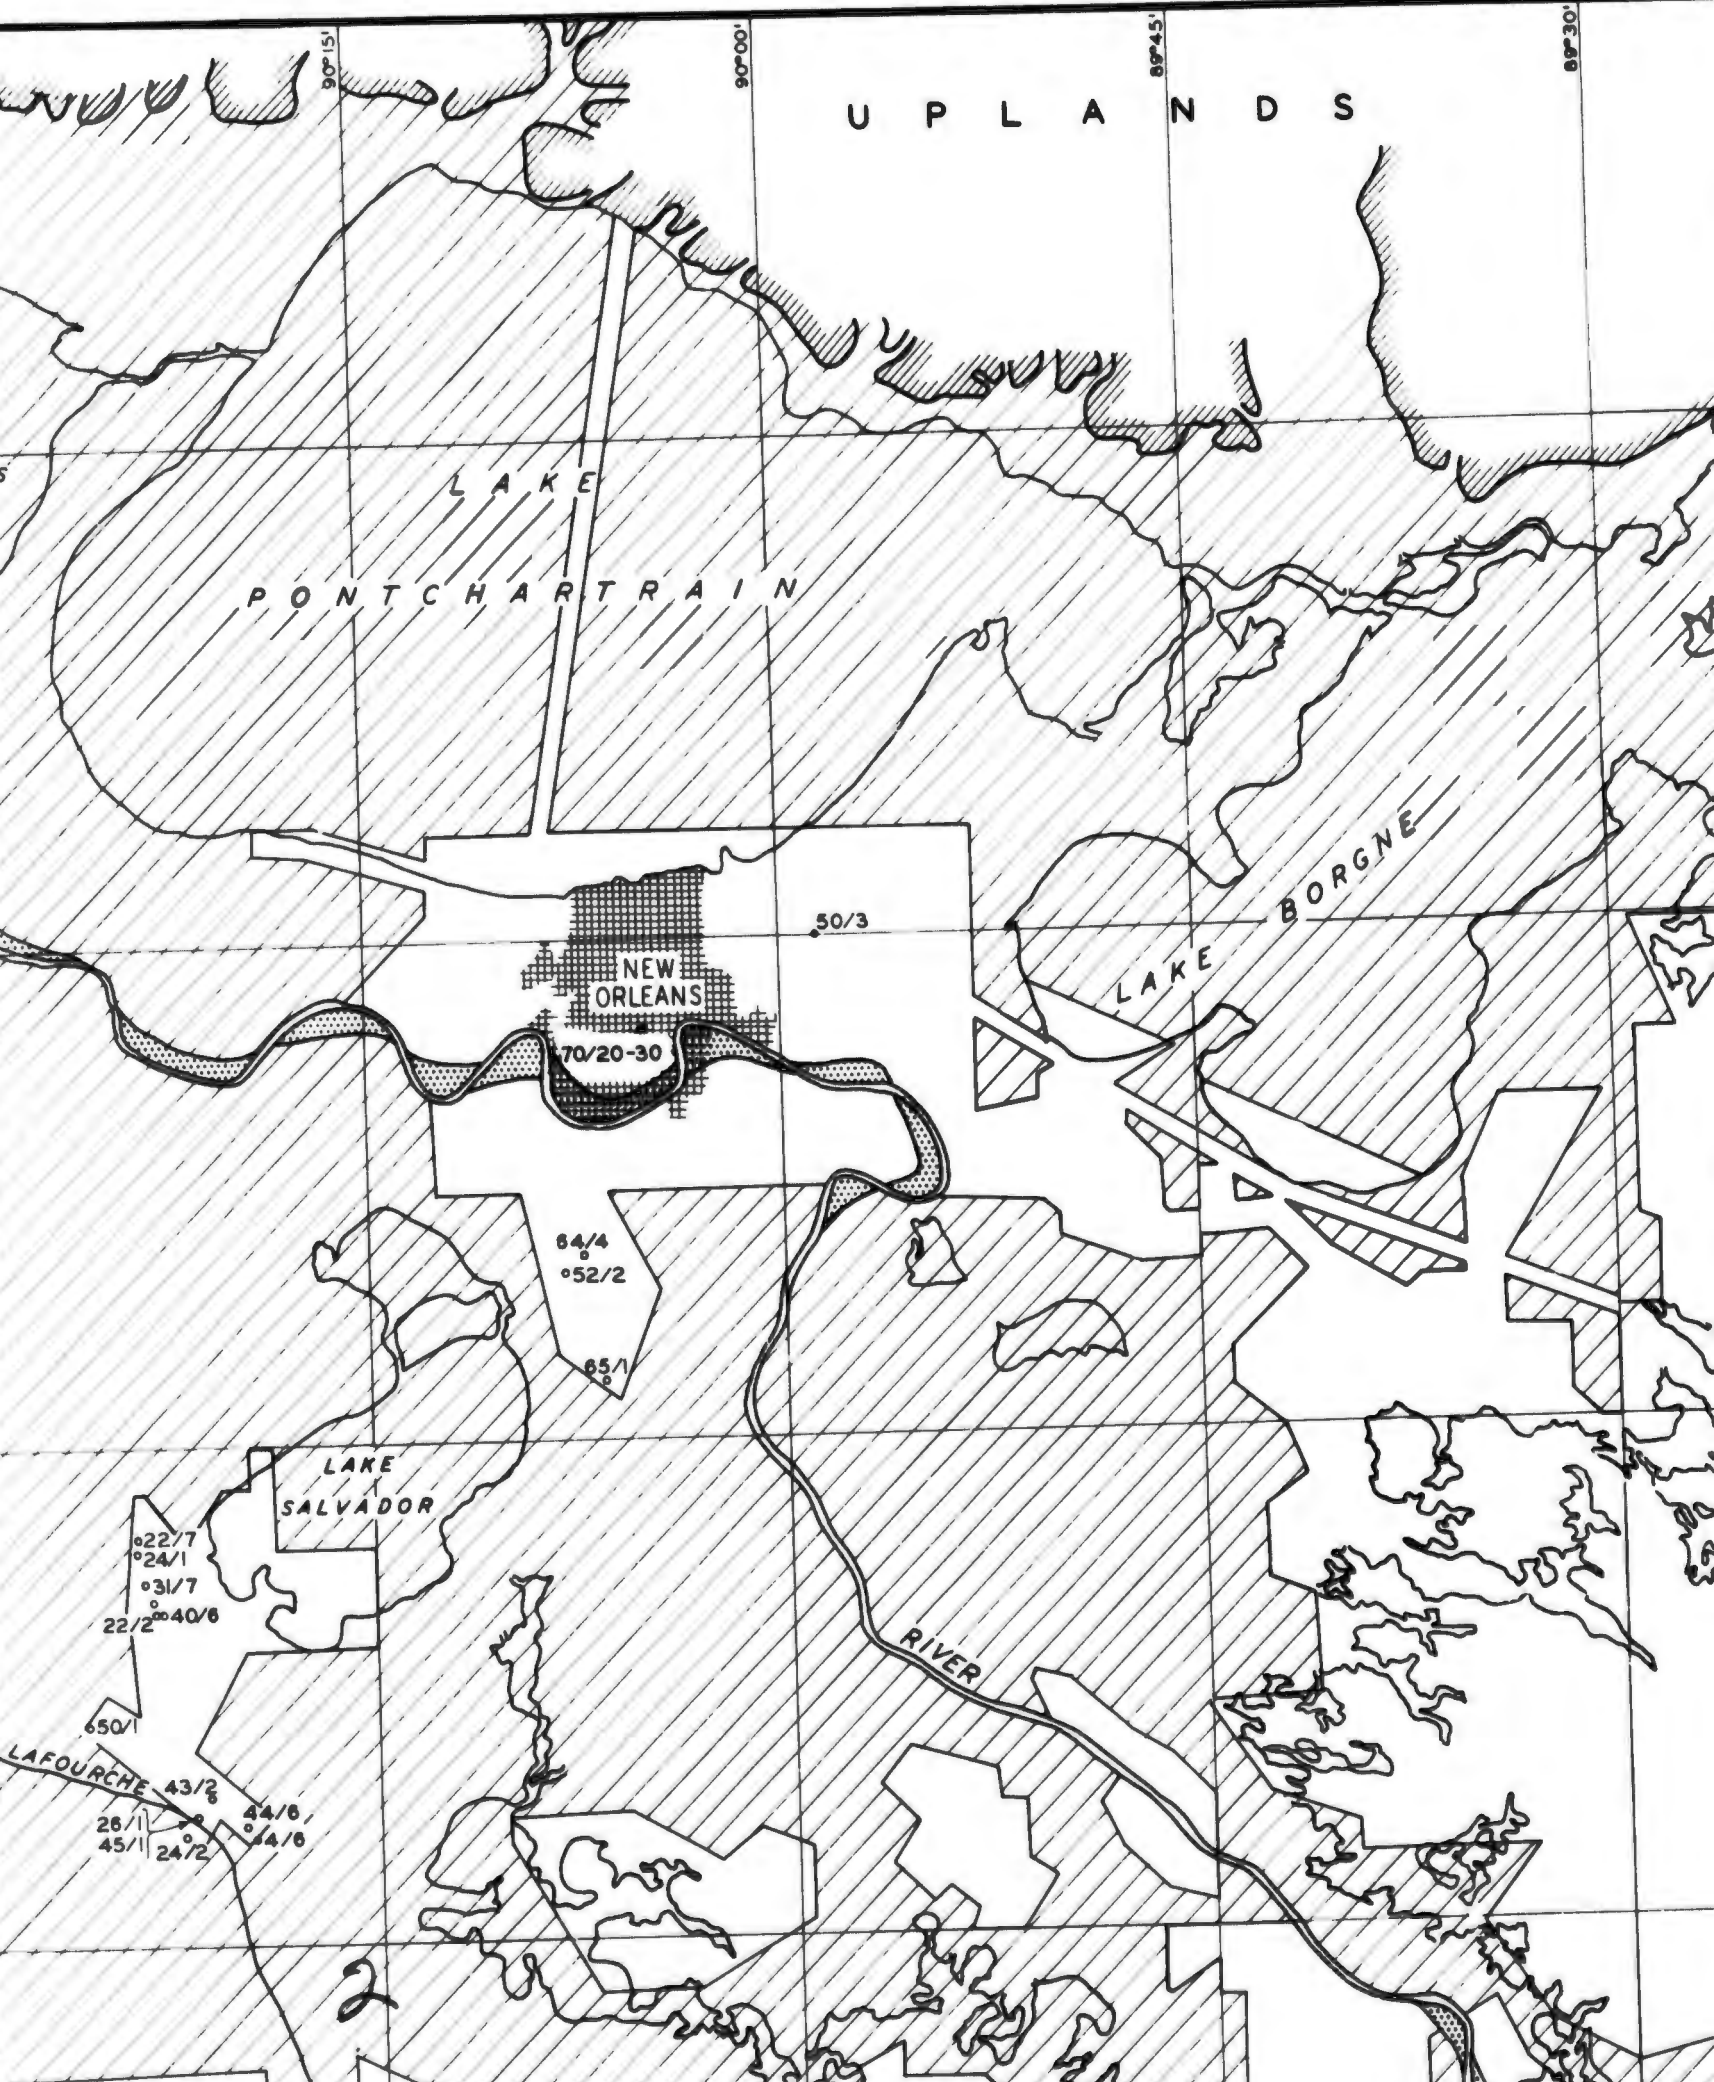 90°15'
90°00'
89°45'
89°30'
UPLANDS
S
LAKE
PONTCHARTRAIN
LAKE BORGNE
50/3
NEW
ORLEANS
70/20-30
64/4
52/2
65/1
LAKE
SALVADOR
22/7
24/1
31/7
22/2
40/6
RIVER
650/1
LAFOURCHE
43/2
44/6
26/1
45/1
24/2
2